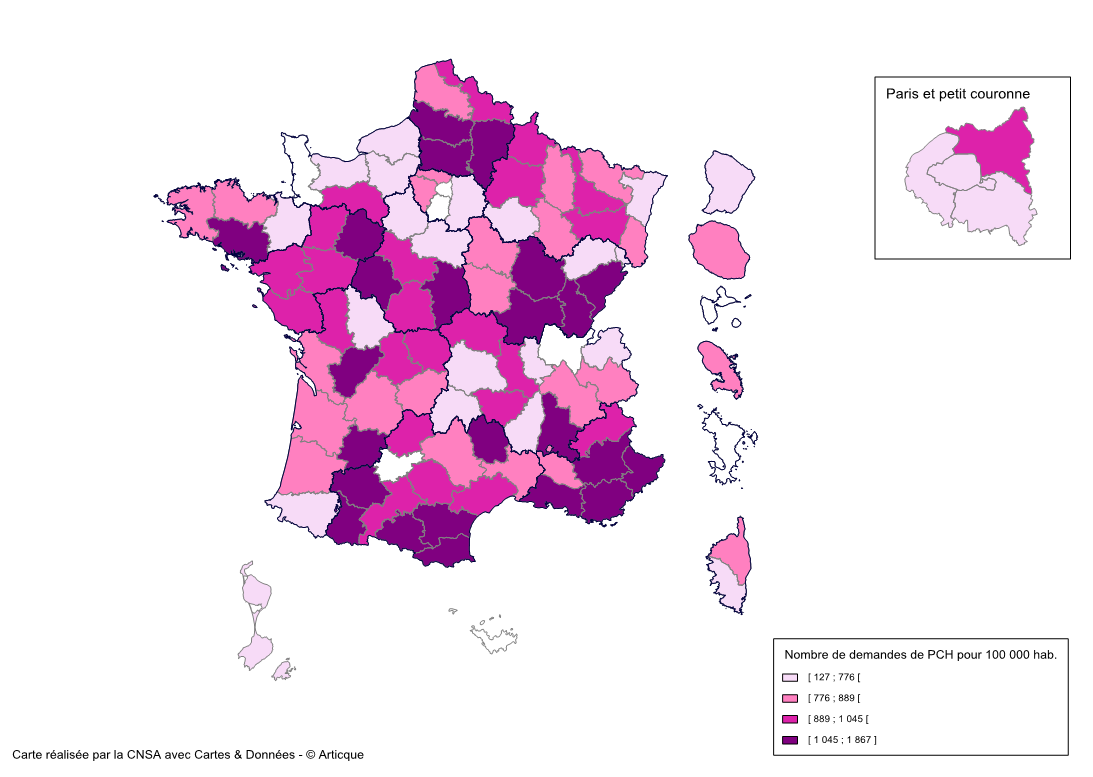 Paris et petit couronne
Nombre de demandes de PCH pour 100 000 hab.
[ 127 ; 776 [
[ 776 ; 889 [
[ 889 ; 1 045 [
[ 1 045 ; 1 867 ]
Carte réalisée par la CNSA avec Cartes & Données - © Articque